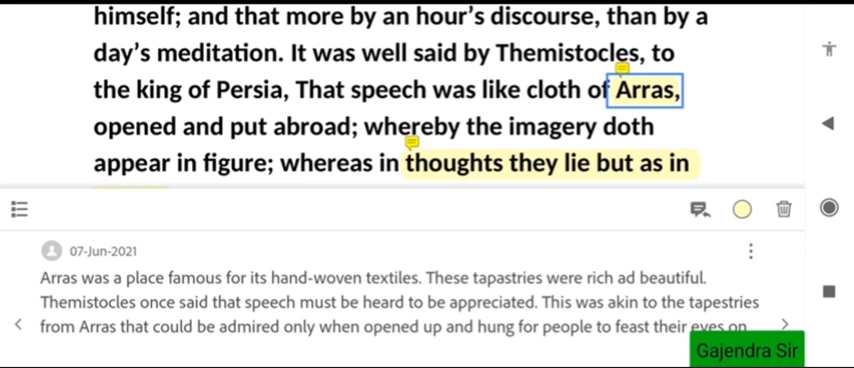 himself; and that more by an hour's discourse, than by a
day's meditation. It was well said by Themistocles, to
the king of Persia, That speech was like cloth of Arras,
opened and put abroad; whereby the imagery doth
appear in figure; whereas in thoughts they lie but as in
07-Jun-2021
Arras was a place famous for its hand-woven textiles. These tapastries were rich ad beautiful.
Themistocles once said that speech must be heard to be appreciated. This was akin to the tapestries
from Arras that could be admired only when opened up and hung for people to feast their eyes on
Gajendra Sir